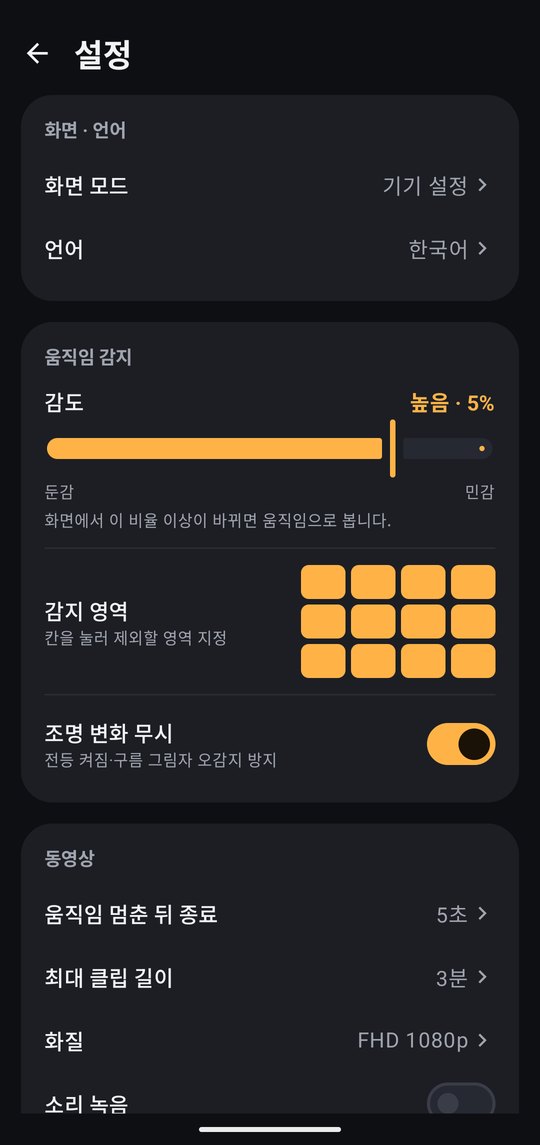 설정
화면 · 언어
화면 모드
기기 설정
언어
한국어
움직임 감지
감도
높음 · 5%
둔감
민감
화면에서 이 비율 이상이 바뀌면 움직임으로 봅니다.
감지 영역
칸을 눌러 제외할 영역 지정
조명 변화 무시
전등 켜짐·구름 그림자 오감지 방지
동영상
움직임 멈춘 뒤 종료
5초
최대 클립 길이
3분
화질
FHD 1080p
소리 녹음